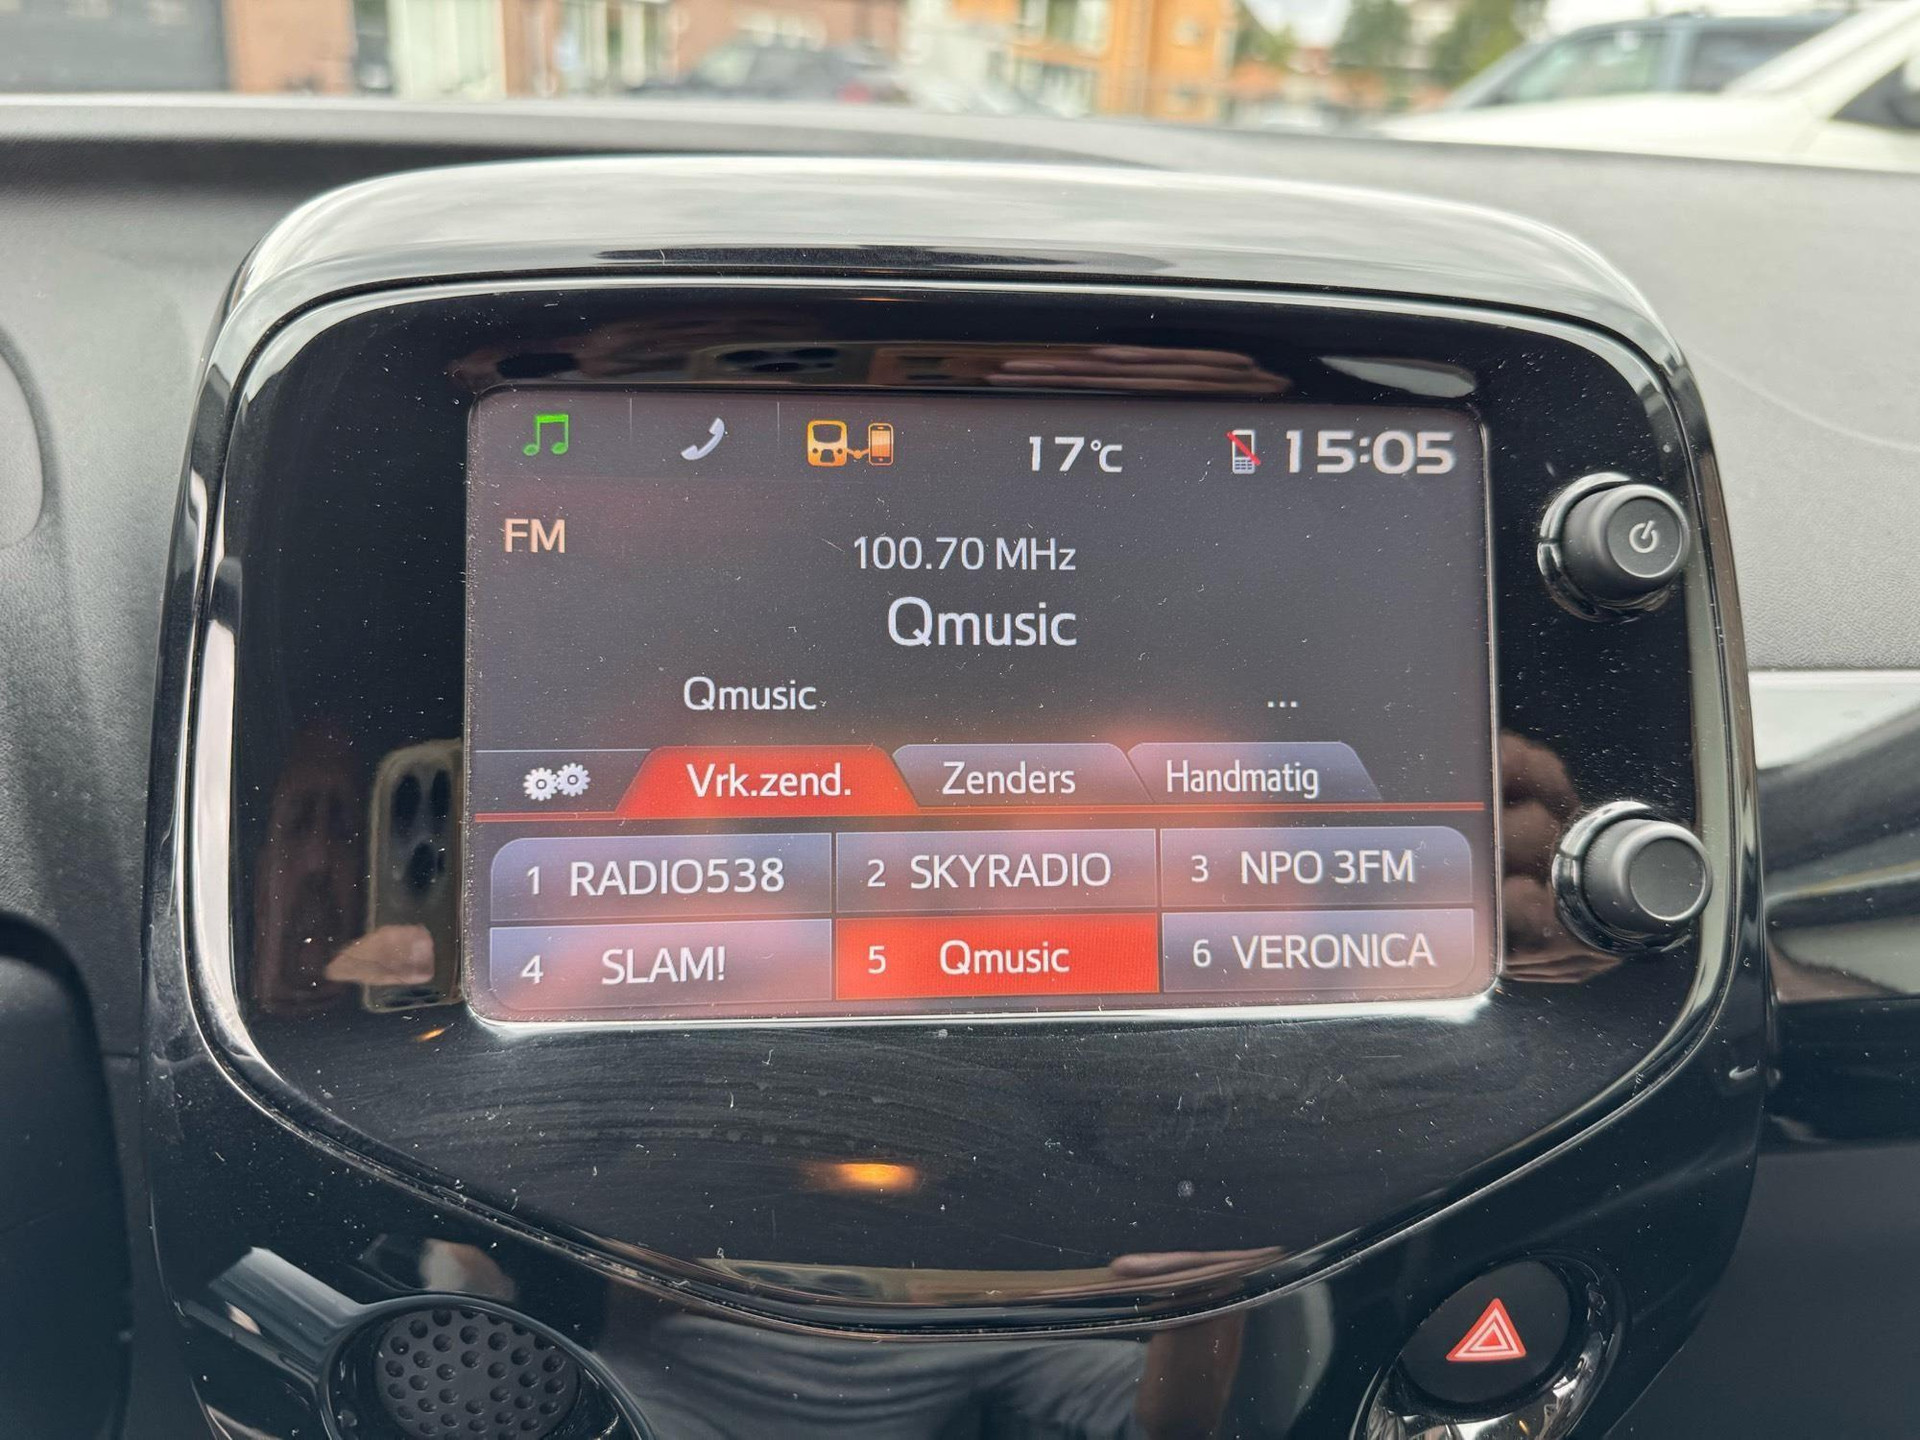 17°C 15:05
FM
100.70 MHz
Qmusic
Qmusic ...
Vrk.zend. Zenders Handmatig
1 RADIO538 2 SKYRADIO 3 NPO 3FM
4 SLAM! 5 Qmusic 6 VERONICA